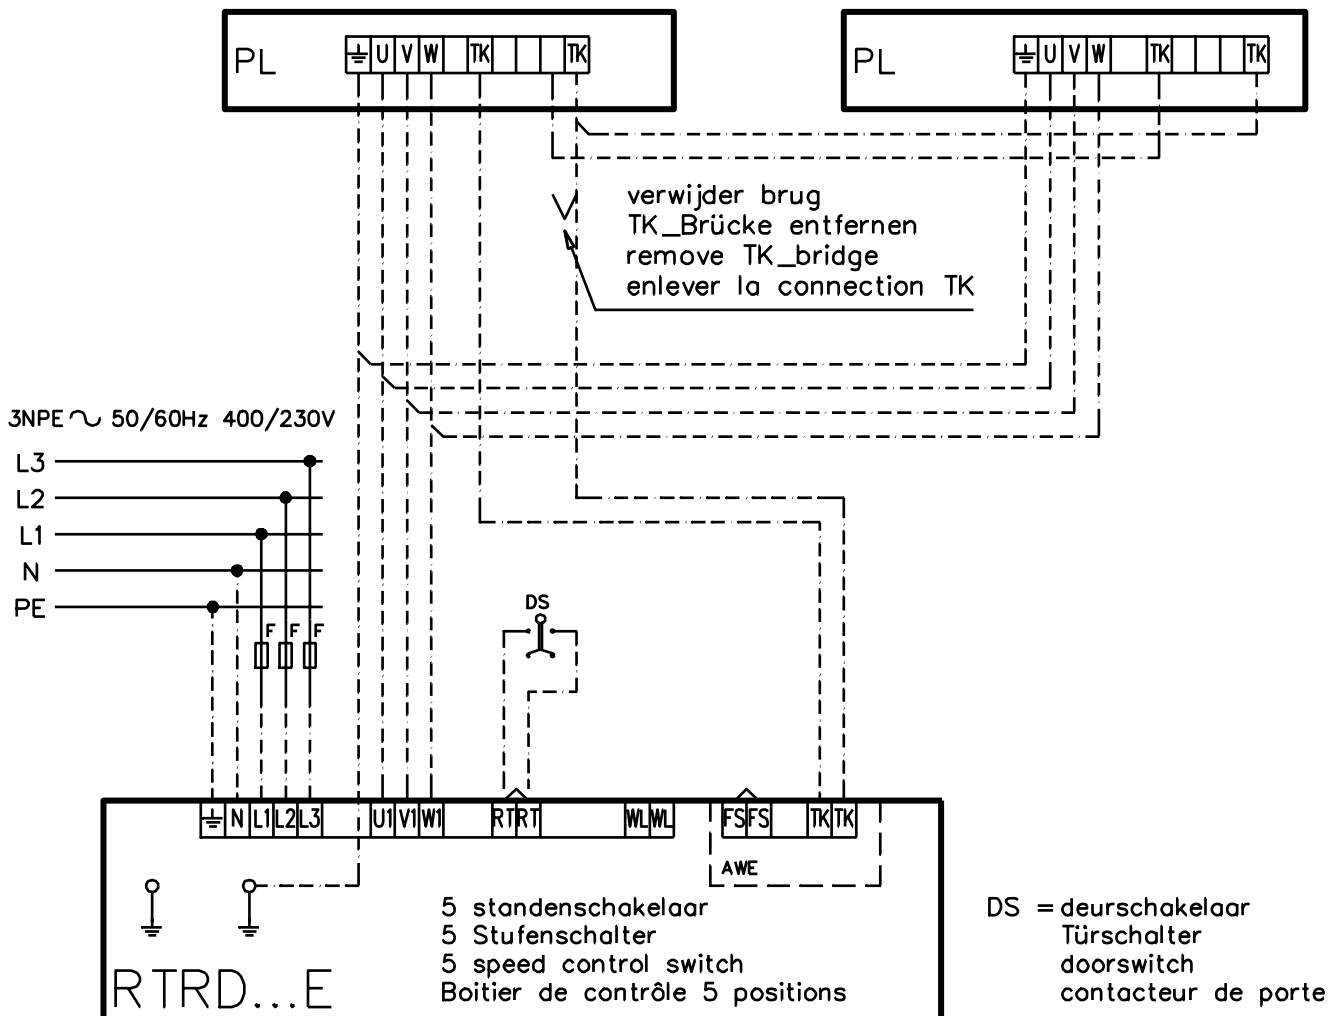 PL
⏚ U V W TK TK
PL
⏚ U V W TK TK
verwijder brug
TK_Brücke entfernen
remove TK_bridge
enlever la connection TK
3NPE ~ 50/60Hz 400/230V
L3
L2
L1
N
PE
F F F
DS
⏚ N L1 L2 L3 U1 V1 W1 RT RT WL WL FS FS TK TK
AWE
5 standenschakelaar
5 Stufenschalter
5 speed control switch
Boitier de contrôle 5 positions
RTRD...E
DS = deurschakelaar
Türschalter
doorswitch
contacteur de porte